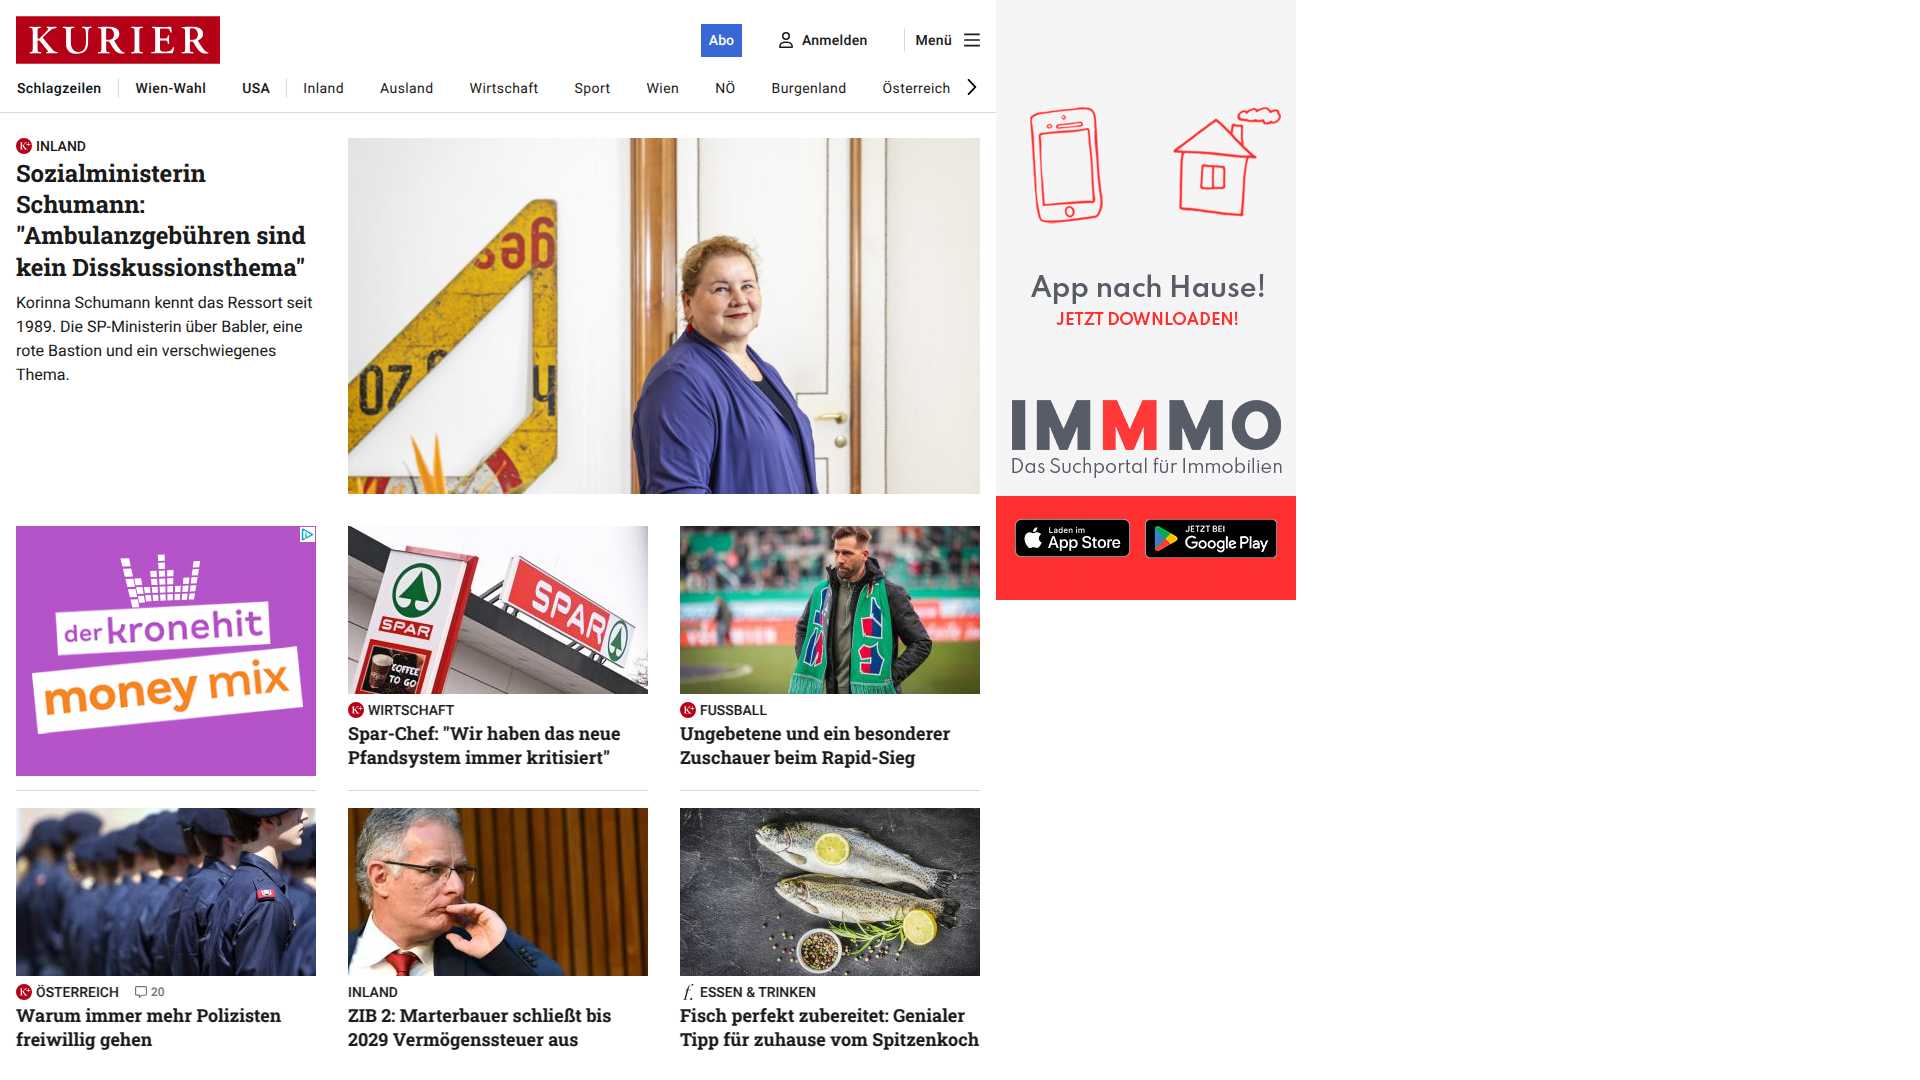 KURIER
Abo
Anmelden
Menü
Schlagzeilen
Wien-Wahl
USA
Inland
Ausland
Wirtschaft
Sport
Wien
NÖ
Burgenland
Österreich
K+ INLAND
Sozialministerin
Schumann:
"Ambulanzgebühren sind
kein Disskussionsthema"
Korinna Schumann kennt das Ressort seit
1989. Die SP-Ministerin über Babler, eine
rote Bastion und ein verschwiegenes
Thema.
App nach Hause!
JETZT DOWNLOADEN!
IMMMO
Das Suchportal für Immobilien
Laden im
App Store
JETZT BEI
Google Play
der kronehit
money mix
SPAR
SPAR
COFFEE
TO GO
K+ WIRTSCHAFT
Spar-Chef: "Wir haben das neue
Pfandsystem immer kritisiert"
K+ FUSSBALL
Ungebetene und ein besonderer
Zuschauer beim Rapid-Sieg
K+ ÖSTERREICH 20
Warum immer mehr Polizisten
freiwillig gehen
INLAND
ZIB 2: Marterbauer schließt bis
2029 Vermögenssteuer aus
f. ESSEN & TRINKEN
Fisch perfekt zubereitet: Genialer
Tipp für zuhause vom Spitzenkoch